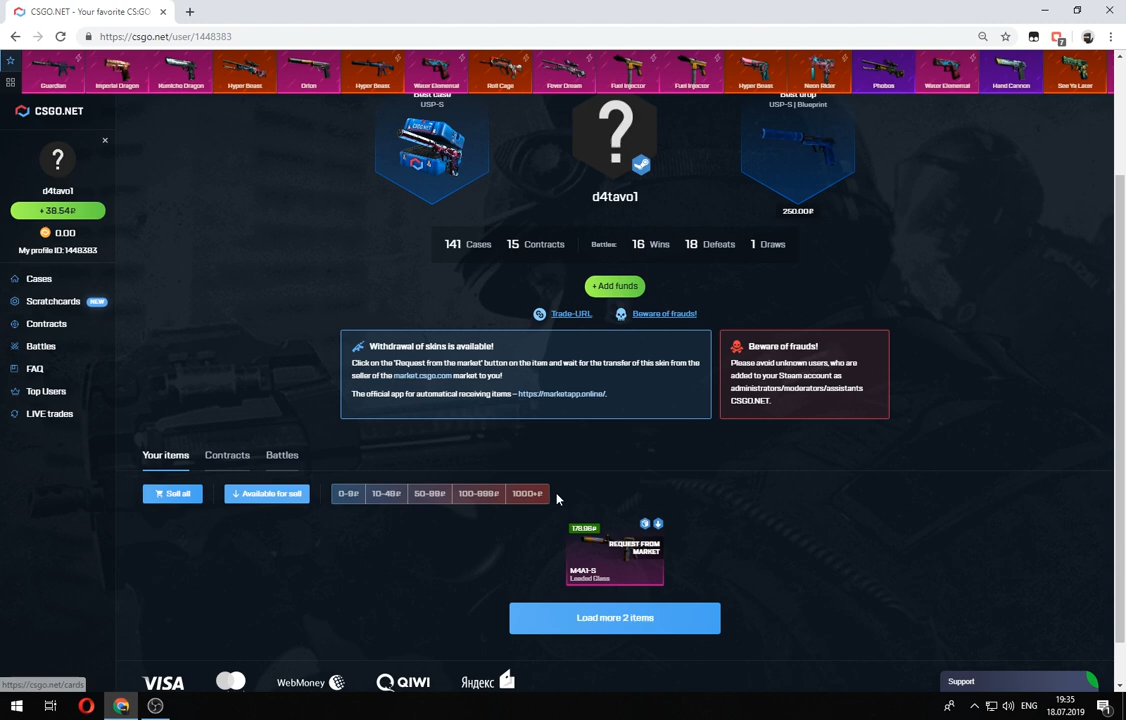 CSGO.NET - Your favorite CS:GO
https://csgo.net/user/1448383
7
Guardian
Imperial Dragon
Kumicho Dragon
Hyper Beast
Orion
Hyper Beast
Water Elemental
Roll Cage
Fever Dream
Fuel Injector
Fuel Injector
Hyper Beast
Neon Rider
Phobos
Water Elemental
Hand Cannon
See Ya Later
CSGO.NET
?
d4tavo1
+ 38.54₽
0.00
My profile ID: 1448383
Cases
Scratchcards NEW
Contracts
Battles
FAQ
Top Users
LIVE trades
Best case
USP-S
?
Best drop
USP-S | Blueprint
d4tavo1
250.00₽
141 Cases 15 Contracts Battles: 16 Wins 18 Defeats 1 Draws
+ Add funds
Trade-URL Beware of frauds!
Withdrawal of skins is available!
Click on the 'Request from the market' button on the item and wait for the transfer of this skin from the
seller of the market.csgo.com market to you!
The official app for automatical receiving items – https://marketapp.online/.
Beware of frauds!
Please avoid unknown users, who are
added to your Steam account as
administrators/moderators/assistants
CSGO.NET.
Your items Contracts Battles
Sell all Available for sell 0-9₽ 10-49₽ 50-99₽ 100-999₽ 1000+₽
178.96₽
REQUEST FROM
MARKET
M4A1-S
Leaded Glass
Load more 2 items
https://csgo.net/cards
VISA WebMoney QIWI Яндекс
Support
ENG
19:35
18.07.2019
1